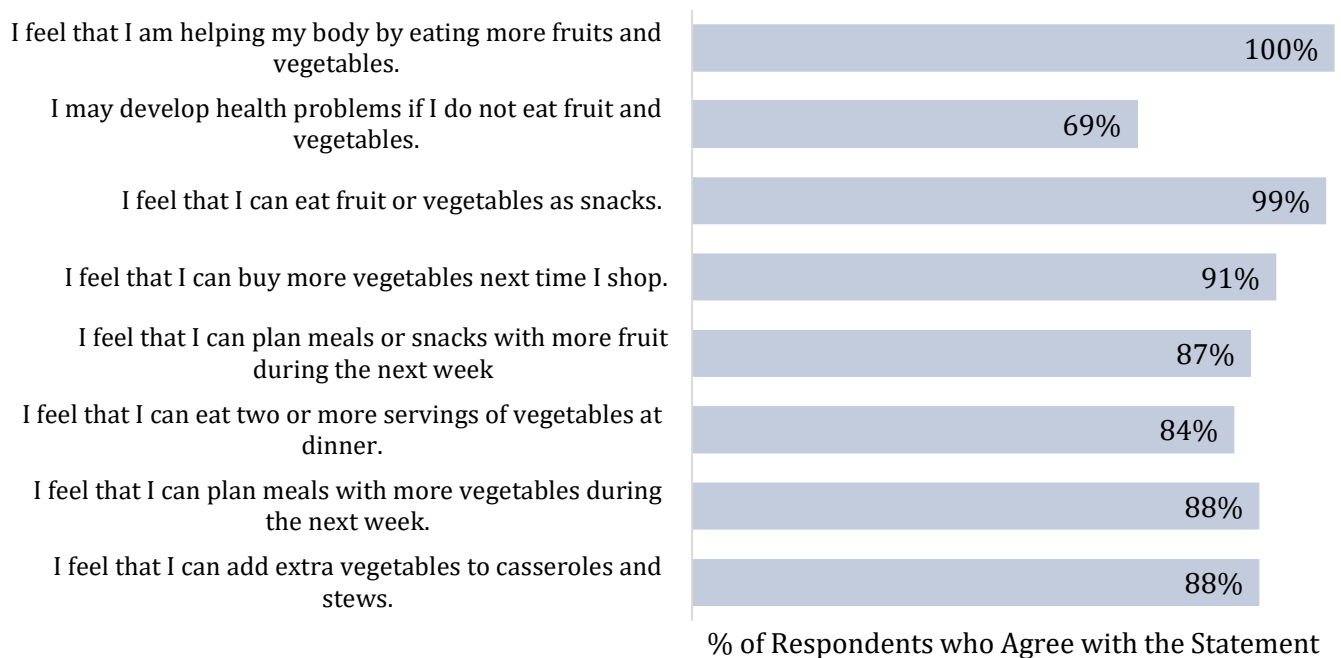 I feel that I am helping my body by eating more fruits and
vegetables.
100%
I may develop health problems if I do not eat fruit and
vegetables.
69%
I feel that I can eat fruit or vegetables as snacks.
99%
I feel that I can buy more vegetables next time I shop.
91%
I feel that I can plan meals or snacks with more fruit
during the next week
87%
I feel that I can eat two or more servings of vegetables at
dinner.
84%
I feel that I can plan meals with more vegetables during
the next week.
88%
I feel that I can add extra vegetables to casseroles and
stews.
88%
% of Respondents who Agree with the Statement